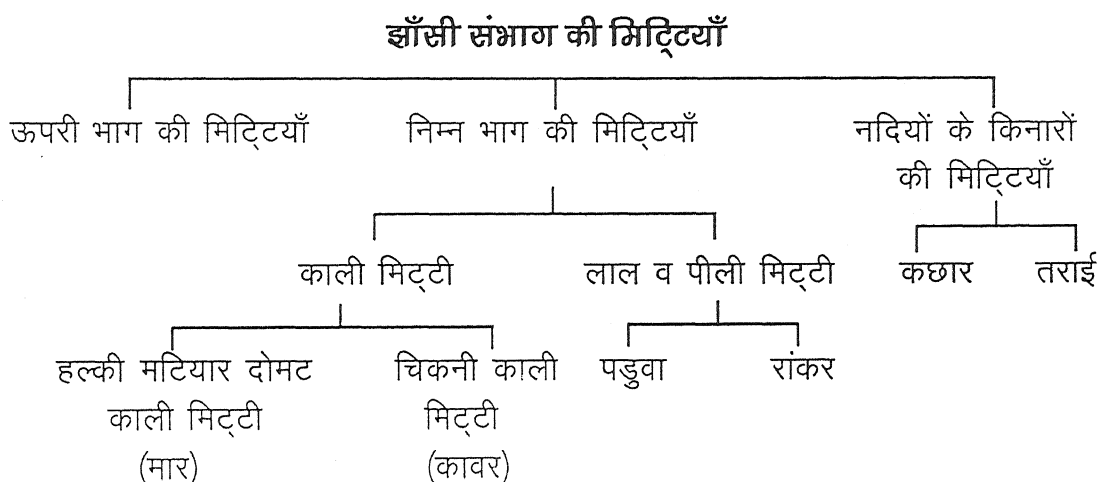 झाँसी संभाग की मिट्टियाँ
ऊपरी भाग की मिट्टियाँ
निम्न भाग की मिट्टियाँ
नदियों के किनारों
की मिट्टियाँ
काली मिट्टी
लाल व पीली मिट्टी
कछार
तराई
हल्की मटियार दोमट
काली मिट्टी
(मार)
चिकनी काली
मिट्टी
(कावर)
पडुवा
रांकर